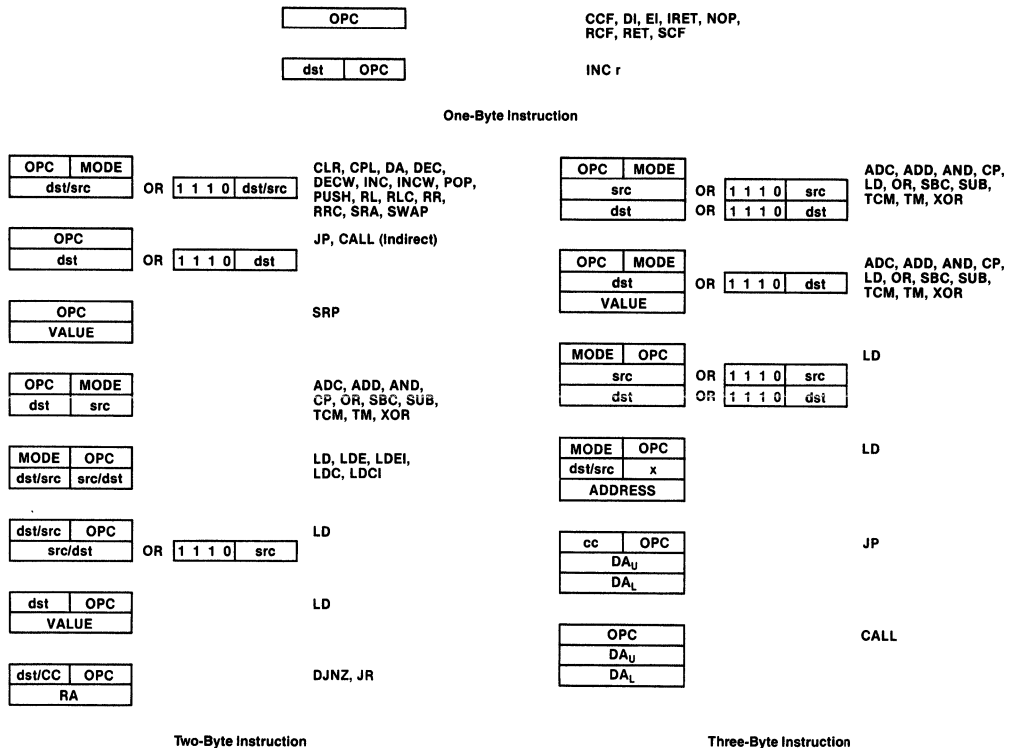 OPC
CCF, DI, EI, IRET, NOP,
RCF, RET, SCF
dst OPC
INC r
One-Byte Instruction
OPC MODE
dst/src OR 1 1 1 0 dst/src
CLR, CPL, DA, DEC,
DECW, INC, INCW, POP,
PUSH, RL, RLC, RR,
RRC, SRA, SWAP
OPC
dst OR 1 1 1 0 dst
JP, CALL (Indirect)
OPC
VALUE
SRP
OPC MODE
dst src
ADC, ADD, AND,
CP, OR, SBC, SUB,
TCM, TM, XOR
MODE OPC
dst/src src/dst
LD, LDE, LDEI,
LDC, LDCI
dst/src OPC
src/dst OR 1 1 1 0 src
LD
dst OPC
VALUE
LD
dst/CC OPC
RA
DJNZ, JR
Two-Byte Instruction
OPC MODE
src OR 1 1 1 0 src
dst OR 1 1 1 0 dst
ADC, ADD, AND, CP,
LD, OR, SBC, SUB,
TCM, TM, XOR
OPC MODE
dst OR 1 1 1 0 dst
VALUE
ADC, ADD, AND, CP,
LD, OR, SBC, SUB,
TCM, TM, XOR
MODE OPC
src OR 1 1 1 0 src
dst OR 1 1 1 0 dst
LD
MODE OPC
dst/src x
ADDRESS
LD
cc OPC
DAU
DAL
JP
OPC
DAU
DAL
CALL
Three-Byte Instruction